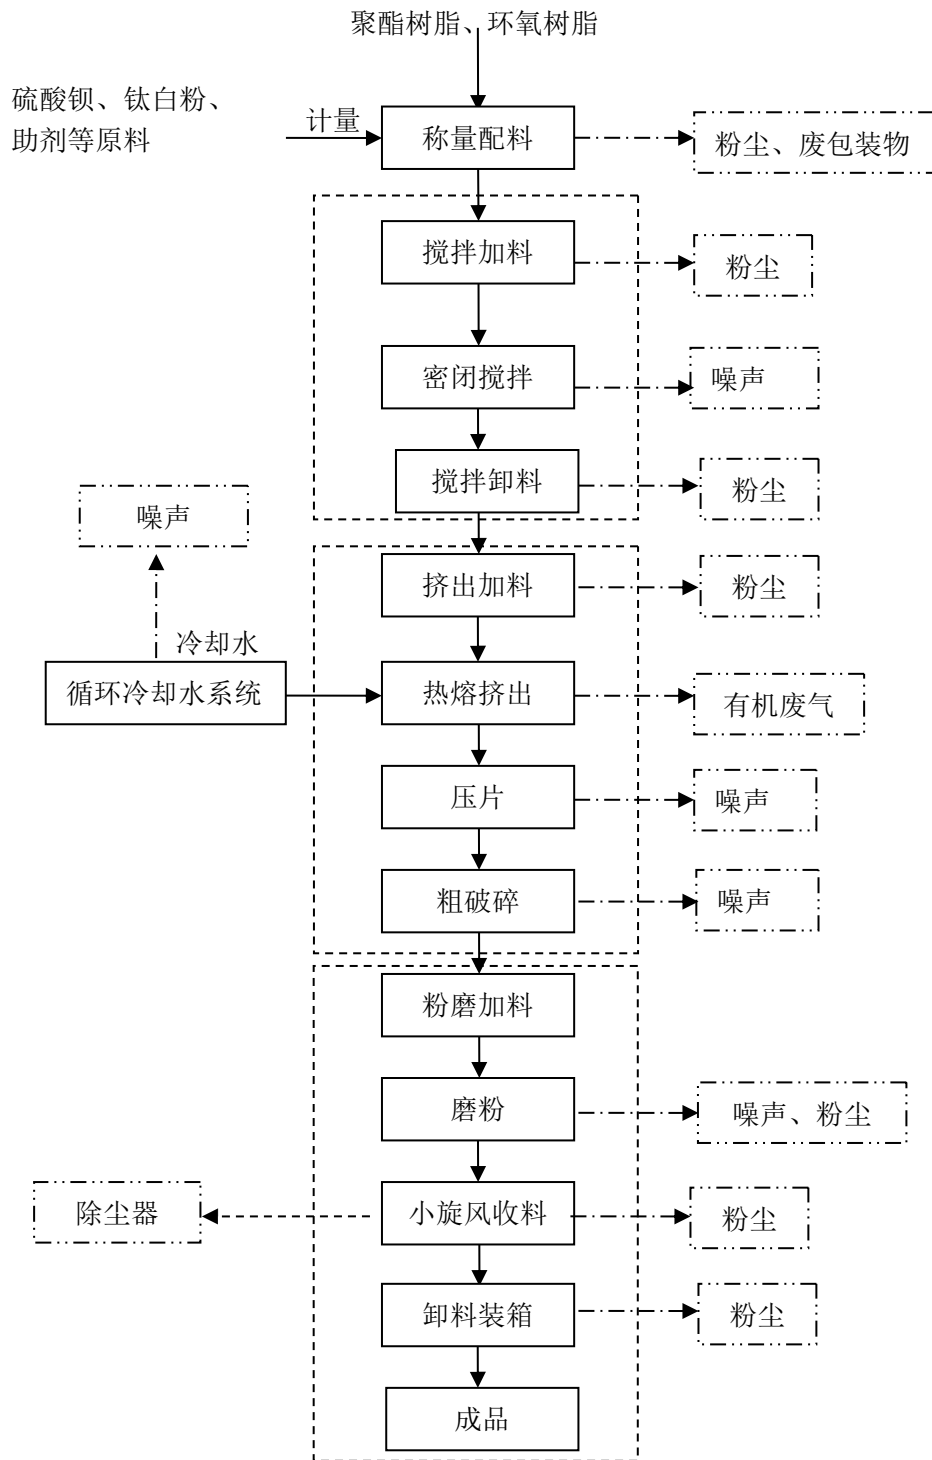 聚酯树脂、环氧树脂
硫酸钡、钛白粉、
助剂等原料
计量
称量配料
粉尘、废包装物
搅拌加料
粉尘
密闭搅拌
噪声
搅拌卸料
粉尘
噪声
挤出加料
粉尘
冷却水
循环冷却水系统
热熔挤出
有机废气
压片
噪声
粗破碎
噪声
粉磨加料
磨粉
噪声、粉尘
除尘器
小旋风收料
粉尘
卸料装箱
粉尘
成品